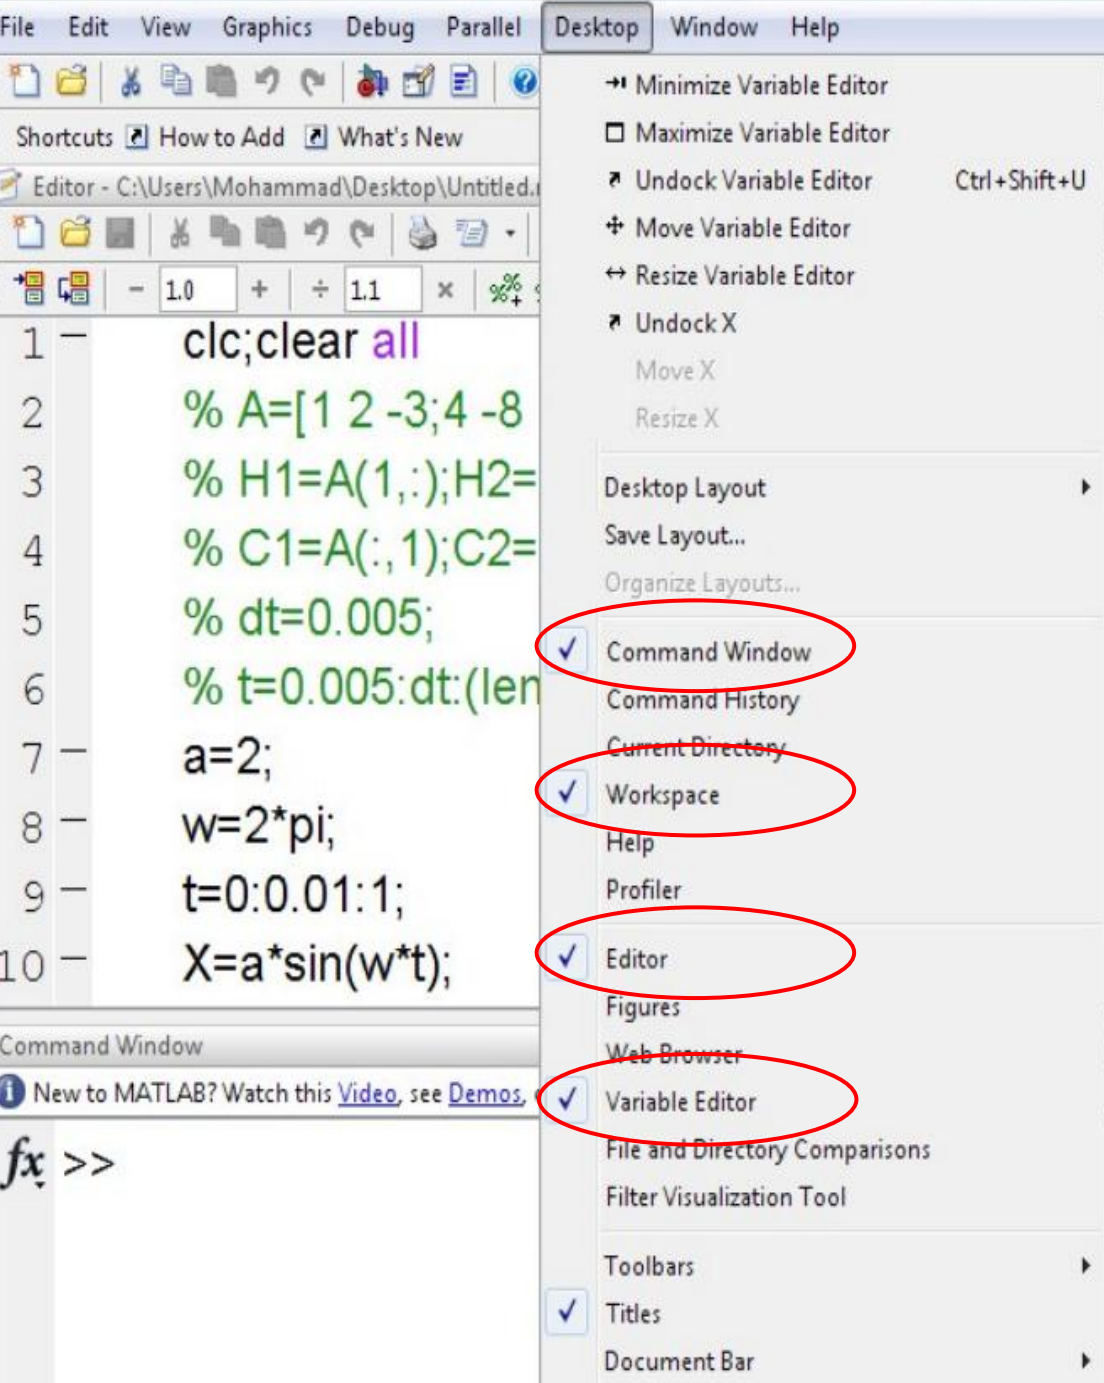 File Edit View Graphics Debug Parallel Desktop Window Help
Shortcuts How to Add What's New
Editor - C:\Users\Mohammad\Desktop\Untitled.
- 1.0 + ÷ 1.1 ×
1 - clc;clear all
2 % A=[1 2 -3;4 -8
3 % H1=A(1,:);H2=
4 % C1=A(:,1);C2=
5 % dt=0.005;
6 % t=0.005:dt:(len
7 - a=2;
8 - w=2*pi;
9 - t=0:0.01:1;
10 - X=a*sin(w*t);
Command Window
New to MATLAB? Watch this Video, see Demos,
fx >>
Minimize Variable Editor
Maximize Variable Editor
Undock Variable Editor Ctrl+Shift+U
Move Variable Editor
Resize Variable Editor
Undock X
Move X
Resize X
Desktop Layout
Save Layout...
Organize Layouts...
Command Window
Command History
Current Directory
Workspace
Help
Profiler
Editor
Figures
Web Browser
Variable Editor
File and Directory Comparisons
Filter Visualization Tool
Toolbars
Titles
Document Bar